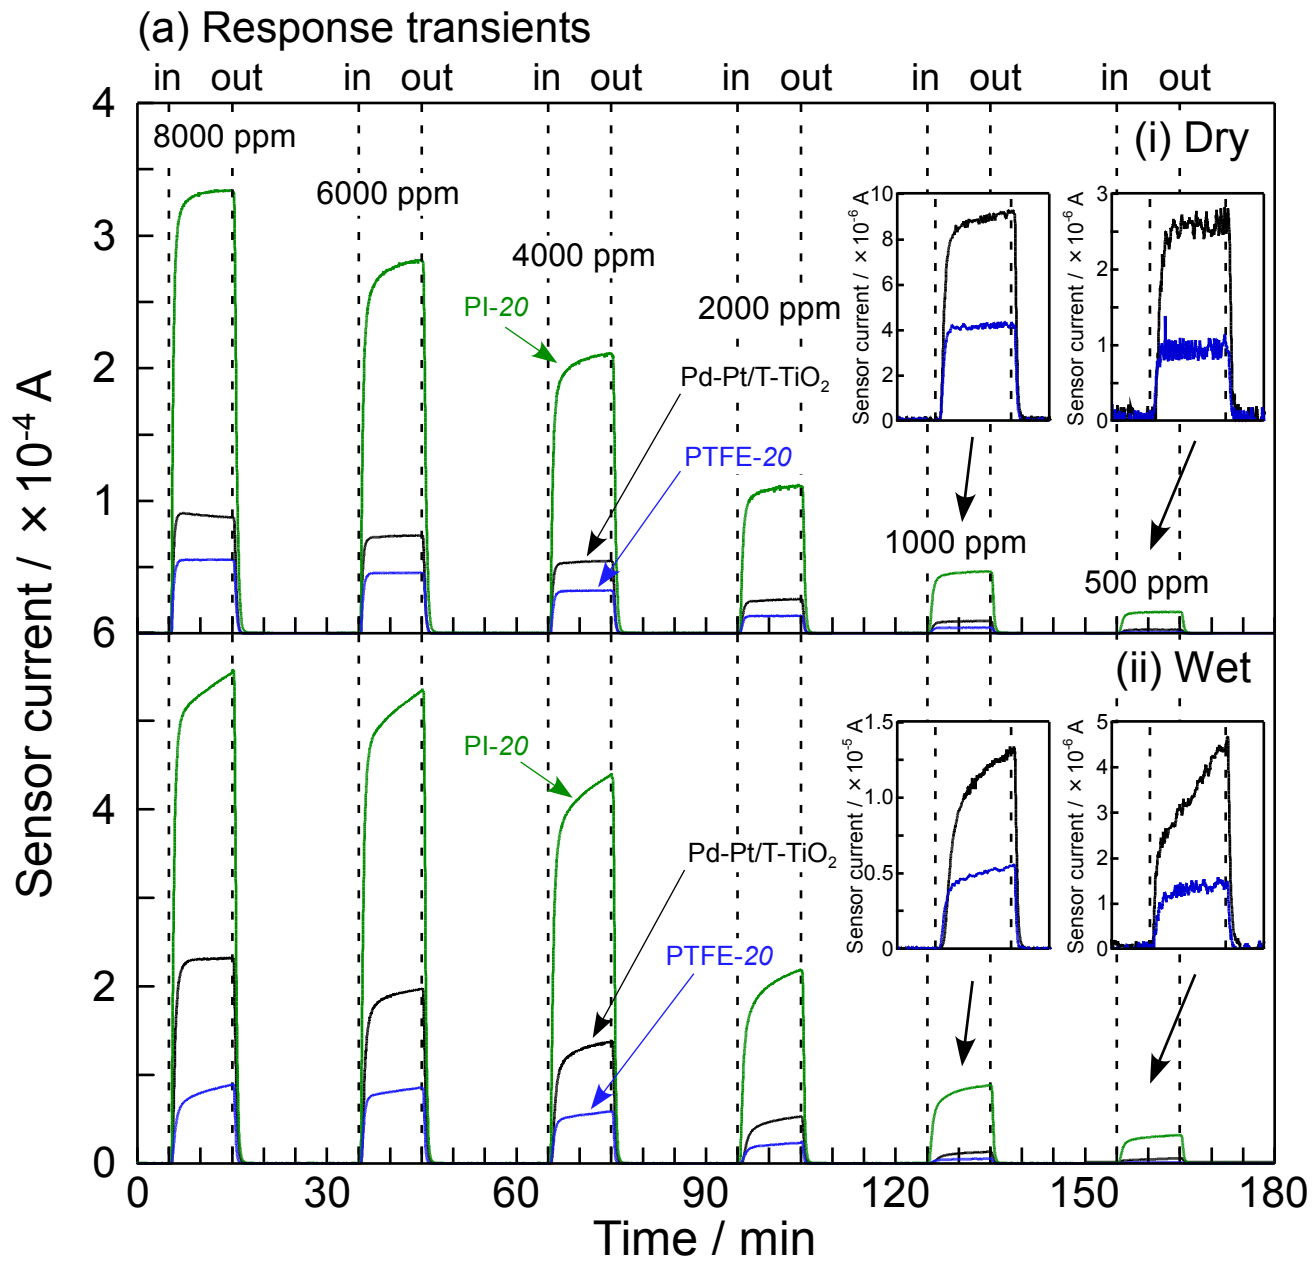 (a) Response transients
in out in out in out in out in out in out
4
3
2
1
6
4
2
0
Sensor current / × 10⁻⁴ A
8000 ppm
6000 ppm
4000 ppm
2000 ppm
1000 ppm
500 ppm
(i) Dry
PI-20
Pd-Pt/T-TiO₂
PTFE-20
Sensor current / × 10⁻⁶ A
10
8
6
4
2
0
Sensor current / × 10⁻⁶ A
3
2
1
0
(ii) Wet
PI-20
Pd-Pt/T-TiO₂
PTFE-20
Sensor current / × 10⁻⁵ A
1.5
1.0
0.5
0
Sensor current / × 10⁻⁶ A
5
4
3
2
1
0
0 30 60 90 120 150 180
Time / min